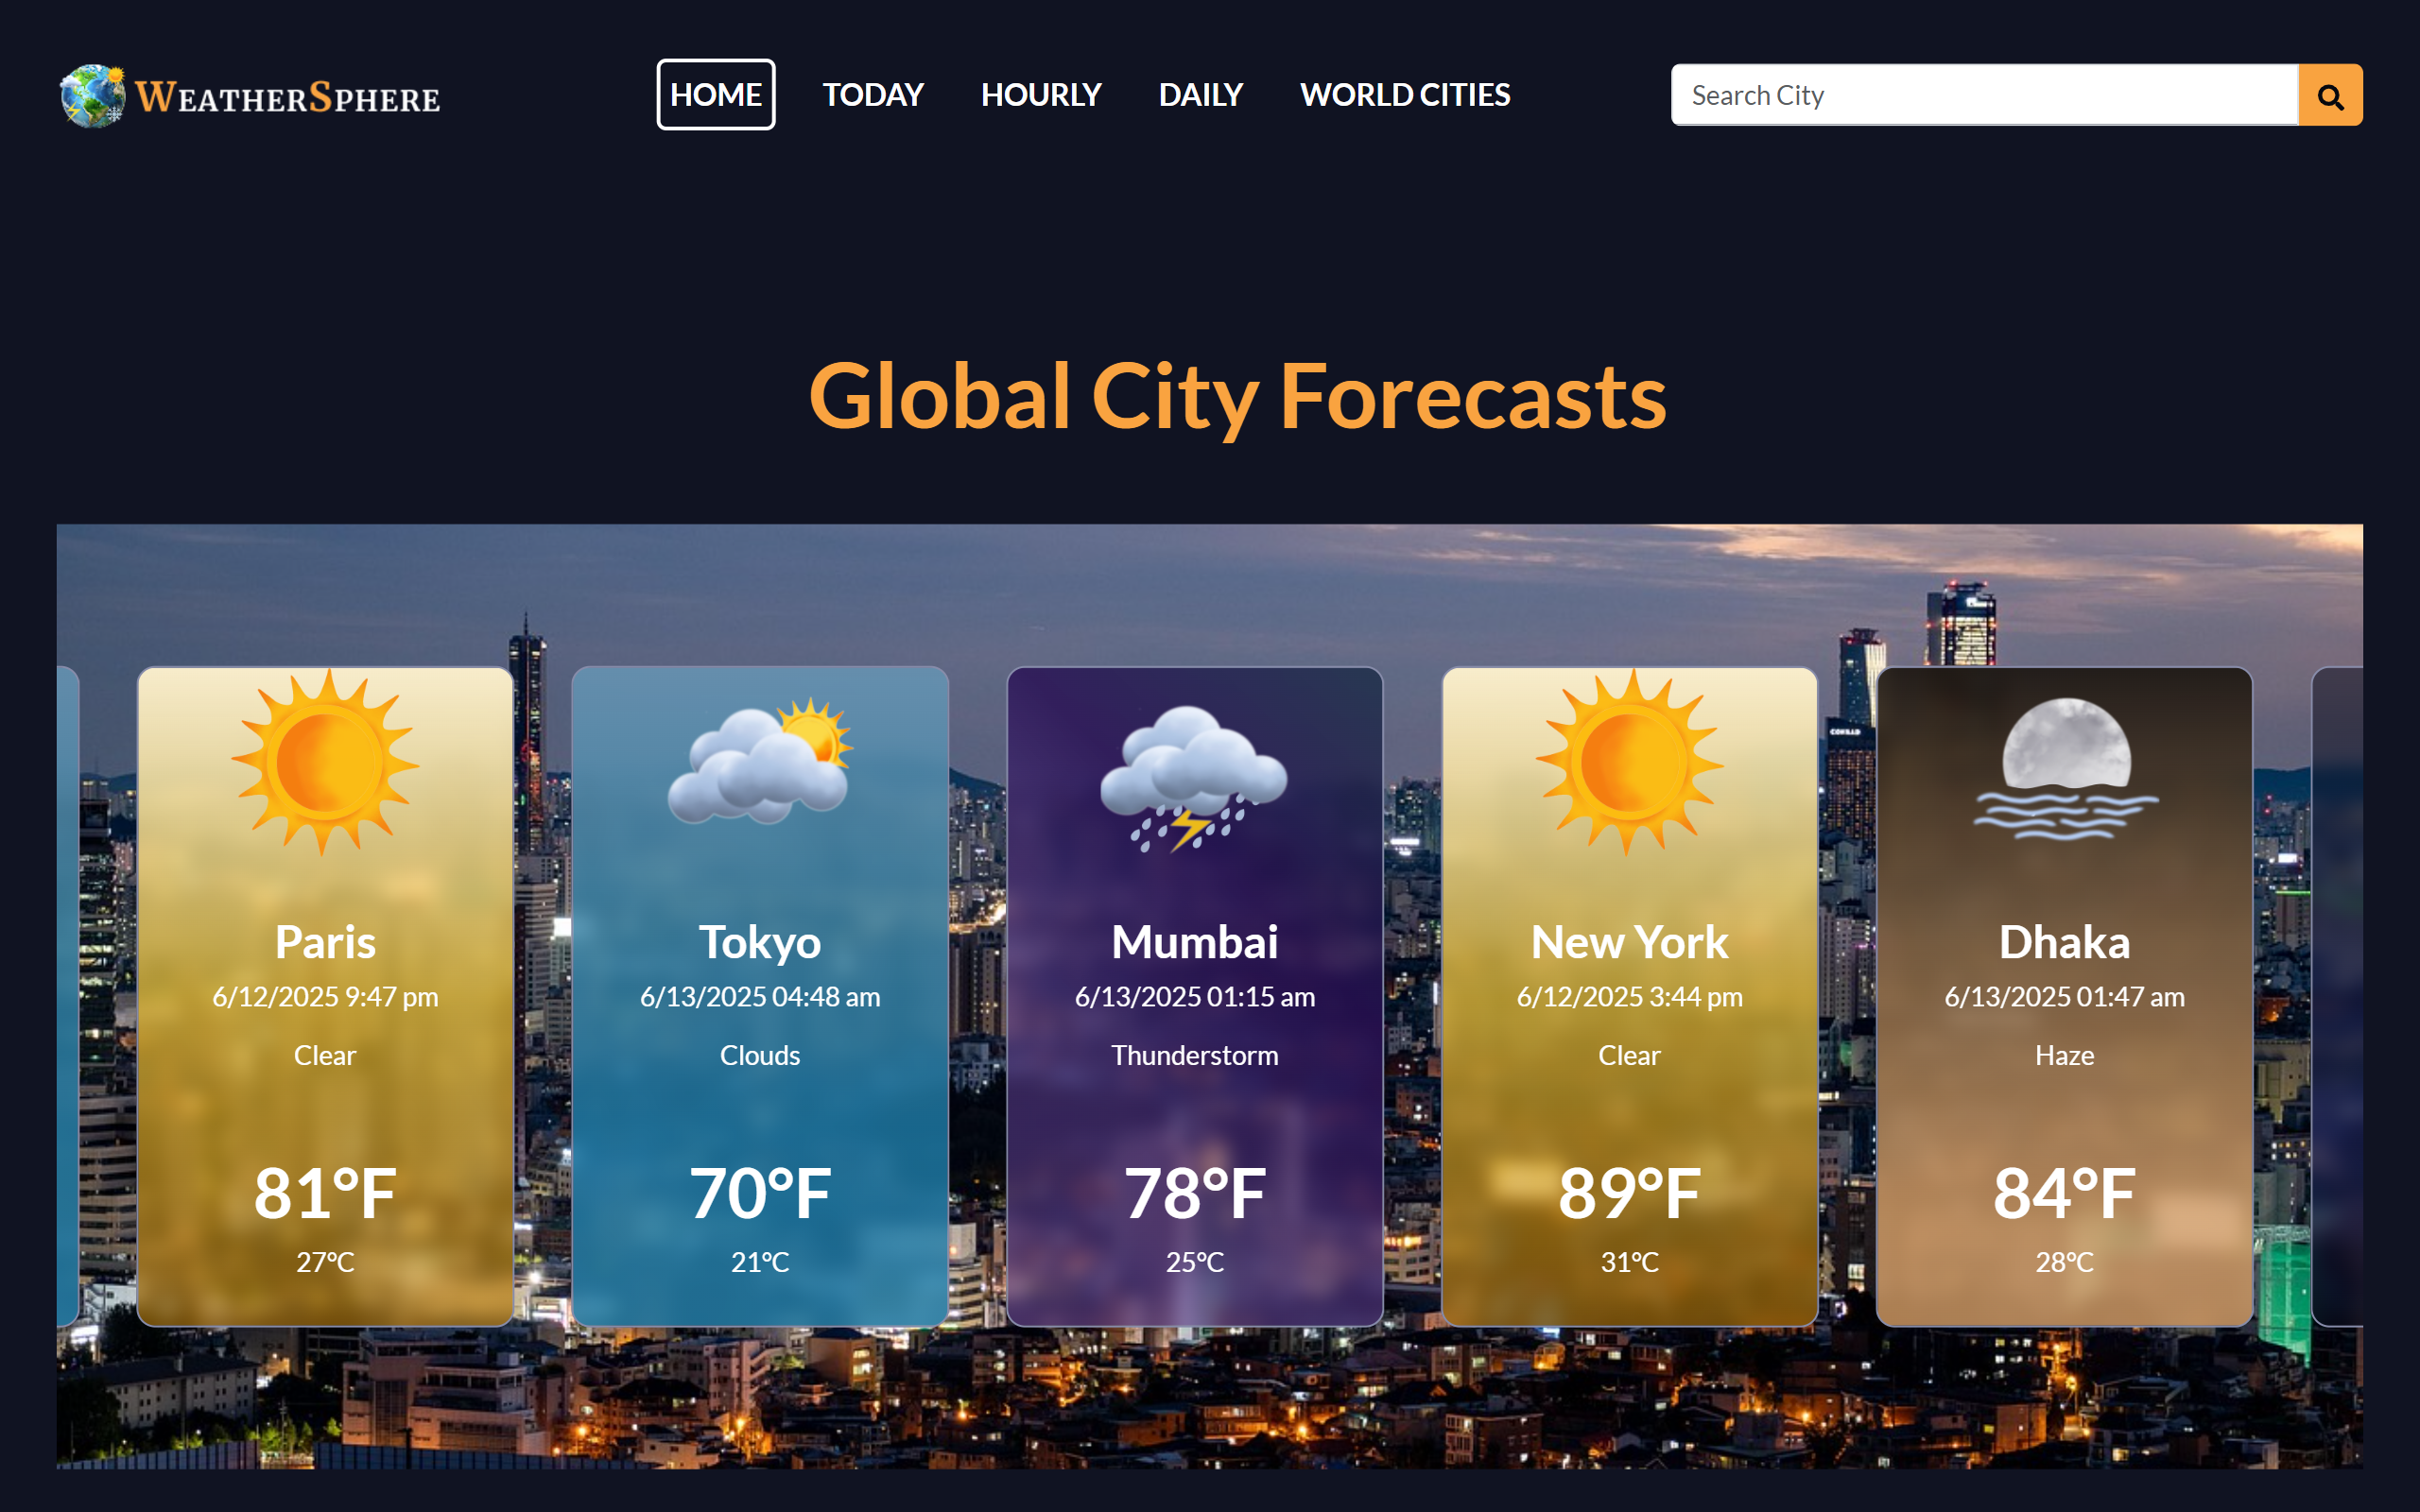 WEATHERSPHERE
HOME TODAY HOURLY DAILY WORLD CITIES
Search City
Global City Forecasts
Paris
6/12/2025 9:47 pm
Clear
81°F
27°C
Tokyo
6/13/2025 04:48 am
Clouds
70°F
21°C
Mumbai
6/13/2025 01:15 am
Thunderstorm
78°F
25°C
New York
6/12/2025 3:44 pm
Clear
89°F
31°C
Dhaka
6/13/2025 01:47 am
Haze
84°F
28°C